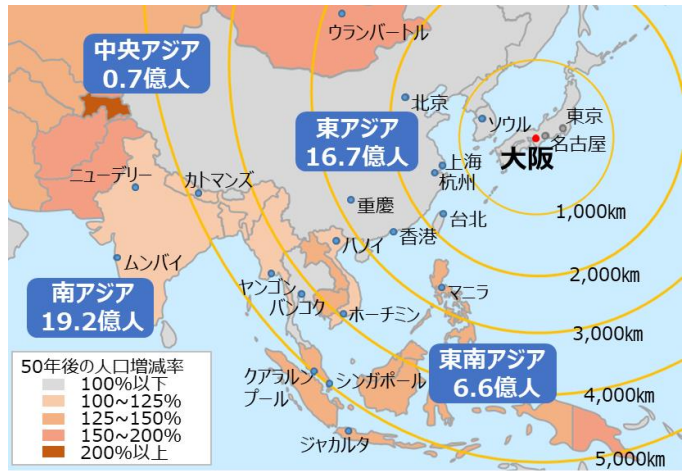 ウランバートル
中央アジア
0.7億人
北京
ソウル
東京
名古屋
大阪
東アジア
16.7億人
上海
杭州
ニューデリー
カトマンズ
重慶
台北
香港
1,000km
ハノイ
ムンバイ
2,000km
南アジア
19.2億人
ヤンゴン
バンコク
ホーチミン
マニラ
3,000km
50年後の人口増減率
100%以下
100~125%
125~150%
150~200%
200%以上
東南アジア
6.6億人
クアラルン
プール
シンガポール
4,000km
ジャカルタ
5,000km